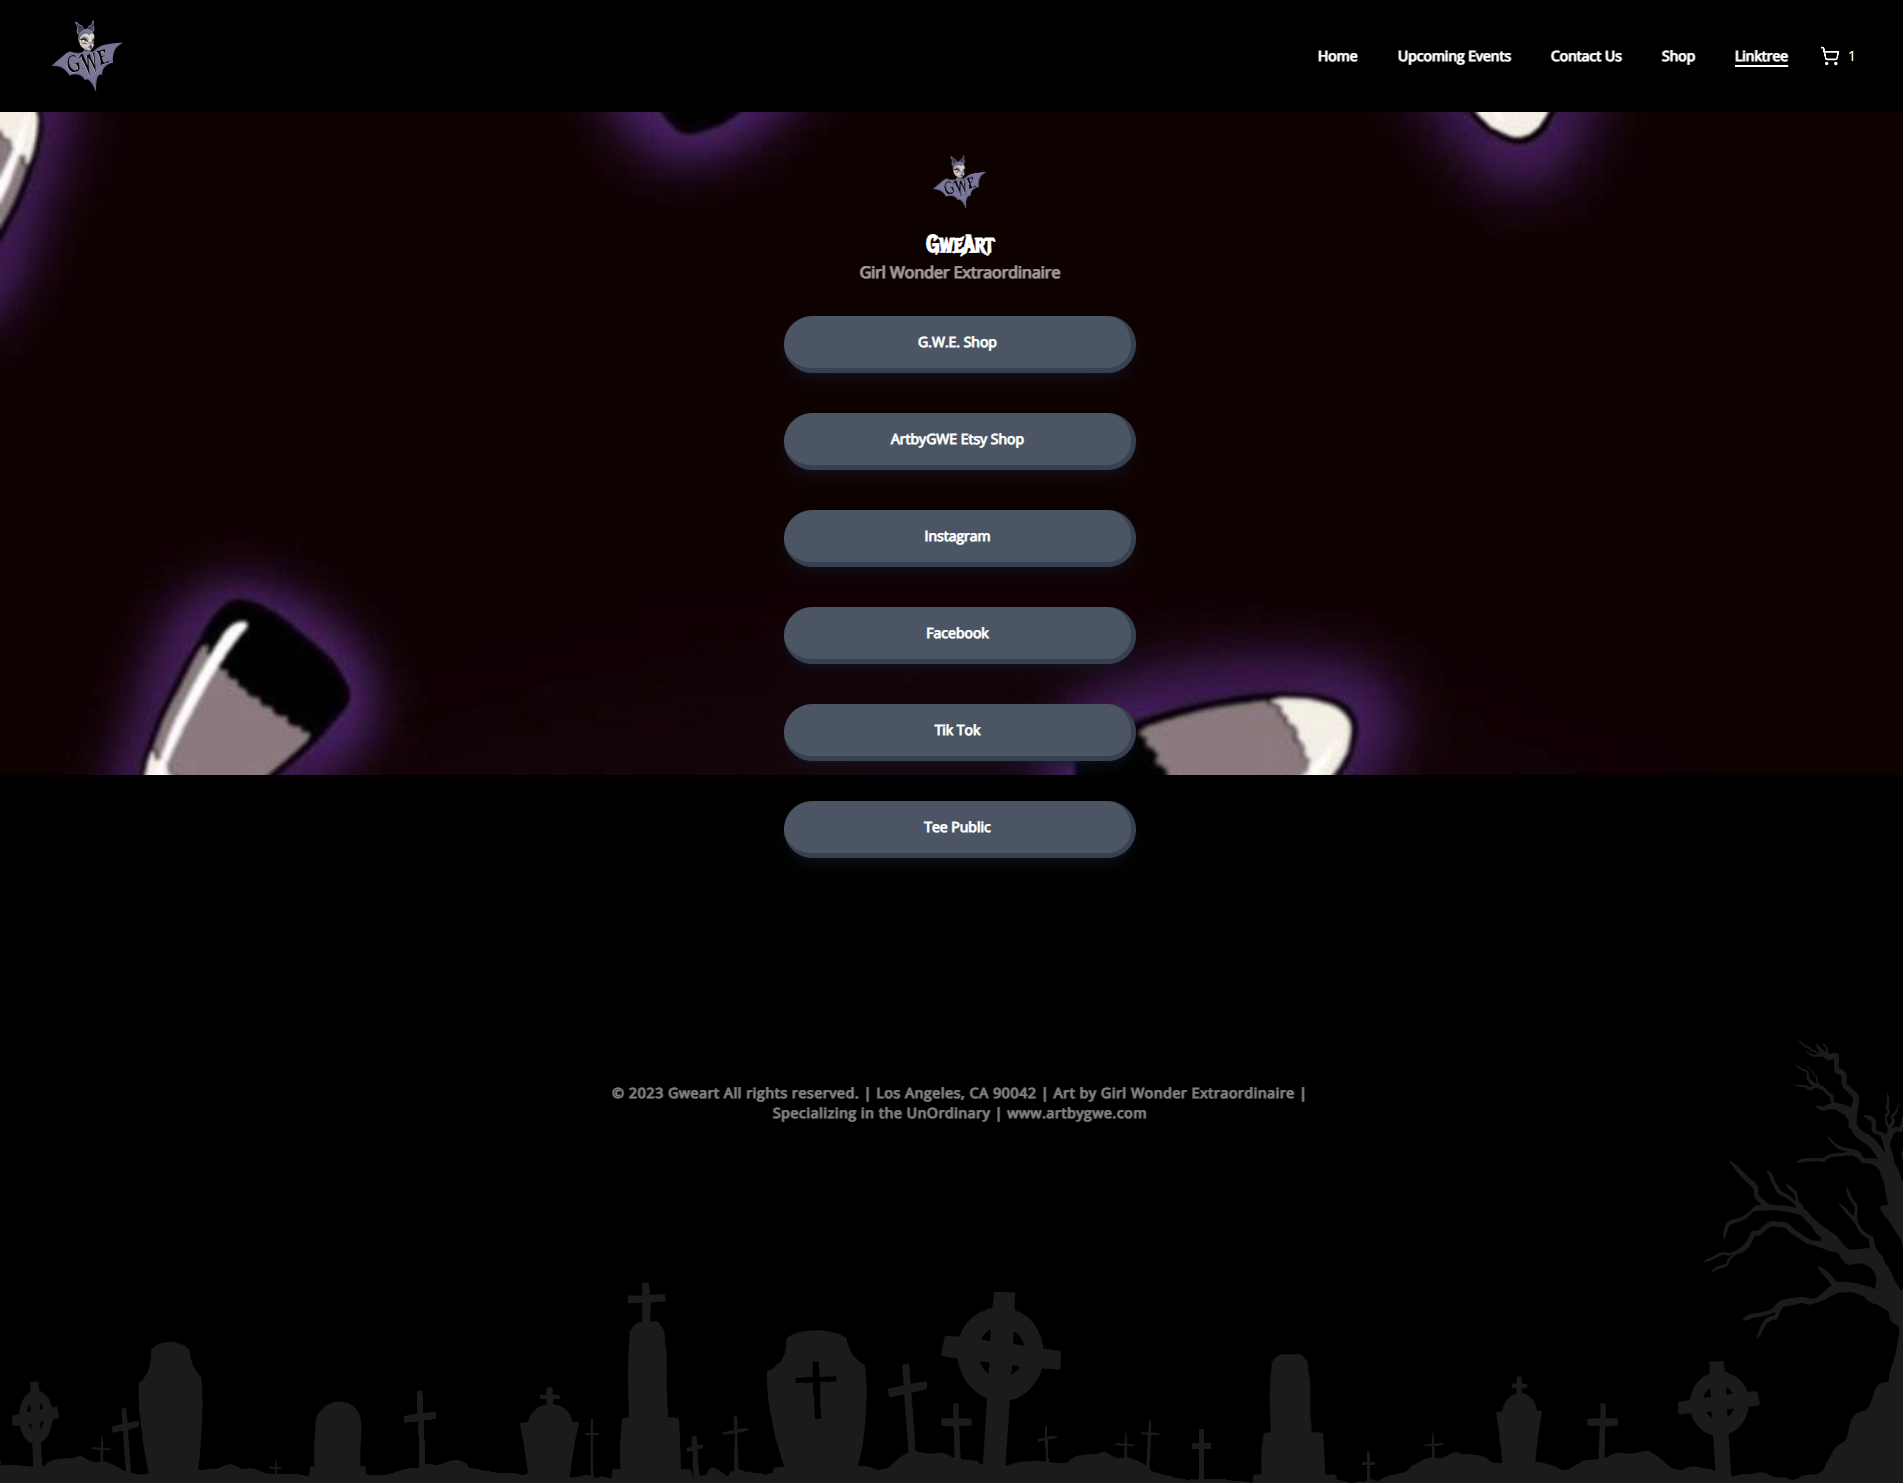 GWE
Home
Upcoming Events
Contact Us
Shop
Linktree
1
GWE
GweArt
Girl Wonder Extraordinaire
G.W.E. Shop
ArtbyGWE Etsy Shop
Instagram
Facebook
Tik Tok
Tee Public
© 2023 Gweart All rights reserved. | Los Angeles, CA 90042 | Art by Girl Wonder Extraordinaire |
Specializing in the UnOrdinary | www.artbygwe.com